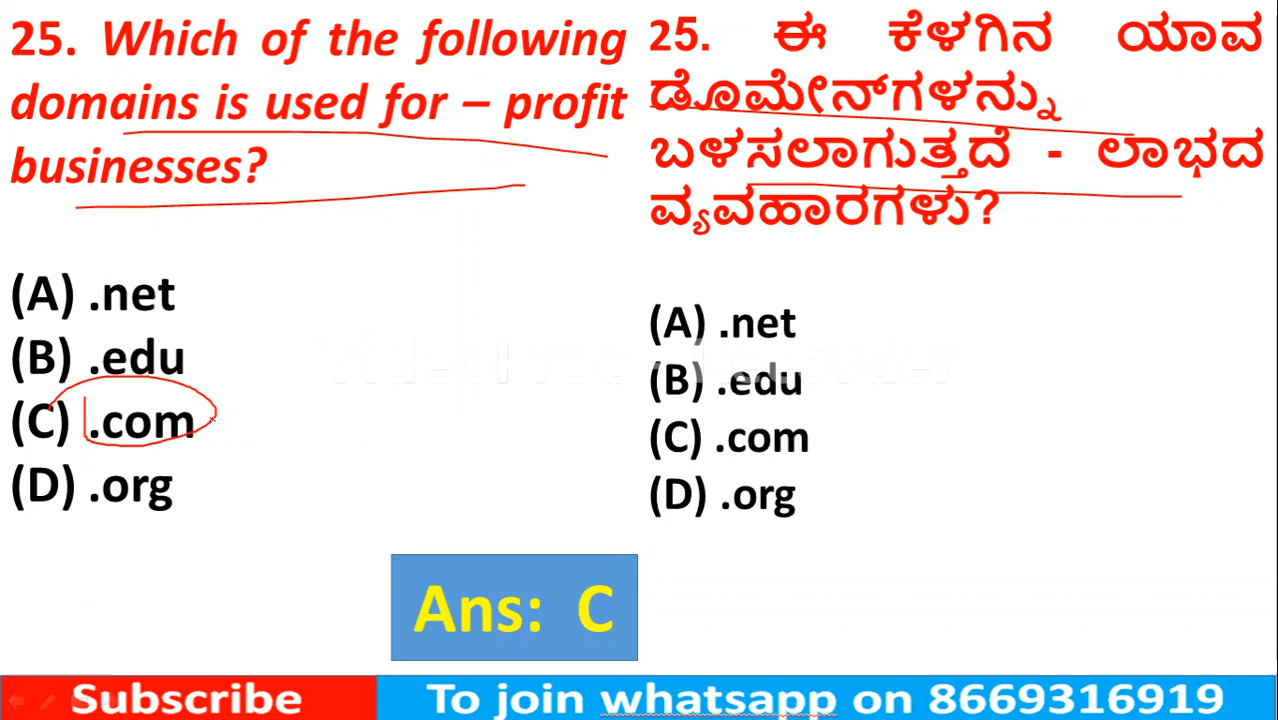 25. Which of the following
domains is used for – profit
businesses?
(A) .net
(B) .edu
(C) .com
(D) .org
25. ಈ ಕೆಳಗಿನ ಯಾವ
ಡೊಮೇನ್‌ಗಳನ್ನು
ಬಳಸಲಾಗುತ್ತದೆ - ಲಾಭದ
ವ್ಯವಹಾರಗಳು?
(A) .net
(B) .edu
(C) .com
(D) .org
Ans: C
Subscribe
To join whatsapp on 8669316919